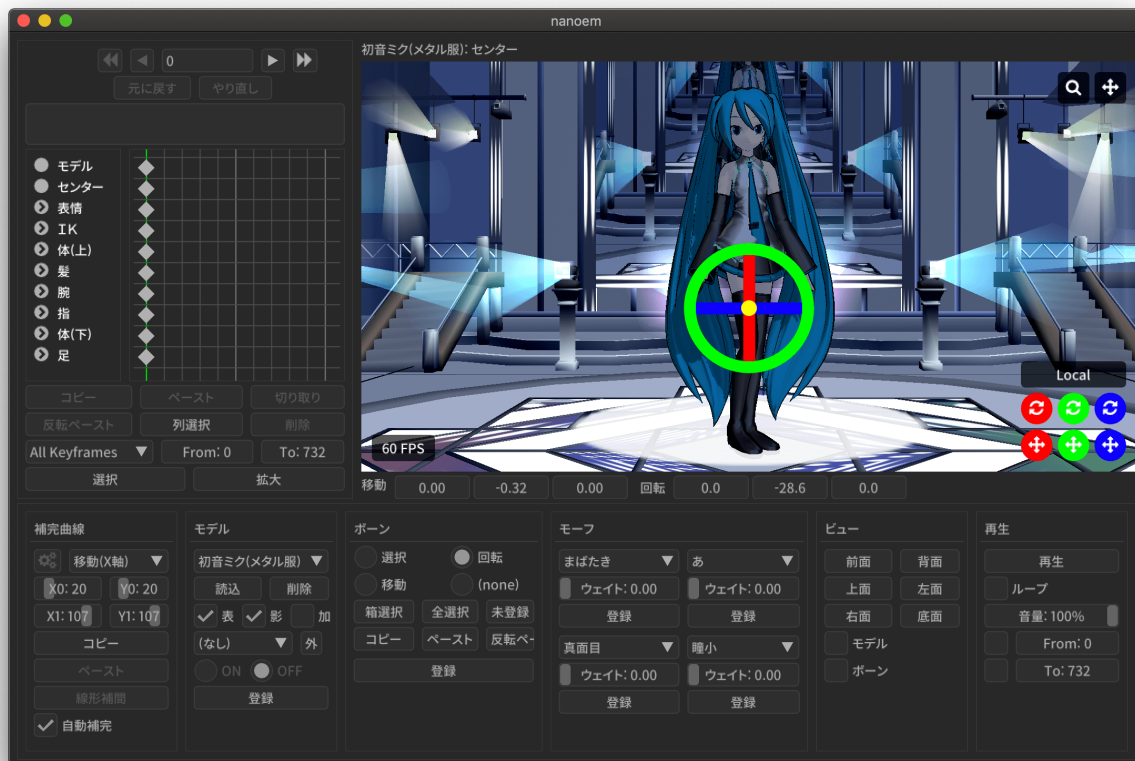 nanoem
0
元に戻す やり直し
モデル
センター
表情
IK
体(上)
髪
腕
指
体(下)
足
コピー ペースト 切り取り
反転ペースト 列選択 削除
All Keyframes From: 0 To: 732
選択 拡大
初音ミク(メタル服): センター
Local
60 FPS
移動 0.00 -0.32 0.00 回転 0.0 -28.6 0.0
補完曲線
移動(X軸)
X0: 20 Y0: 20
X1: 107 Y1: 107
コピー
ペースト
線形補間
自動補完
モデル
初音ミク(メタル服)
読込 削除
表 影 加
(なし) 外
ON OFF
登録
ボーン
選択 回転
移動 (none)
箱選択 全選択 未登録
コピー ペースト 反転ペー
登録
モーフ
まばたき あ
ウェイト: 0.00 ウェイト: 0.00
登録 登録
真面目 瞳小
ウェイト: 0.00 ウェイト: 0.00
登録 登録
ビュー
前面 背面
上面 左面
右面 底面
モデル
ボーン
再生
再生
ループ
音量: 100%
From: 0
To: 732